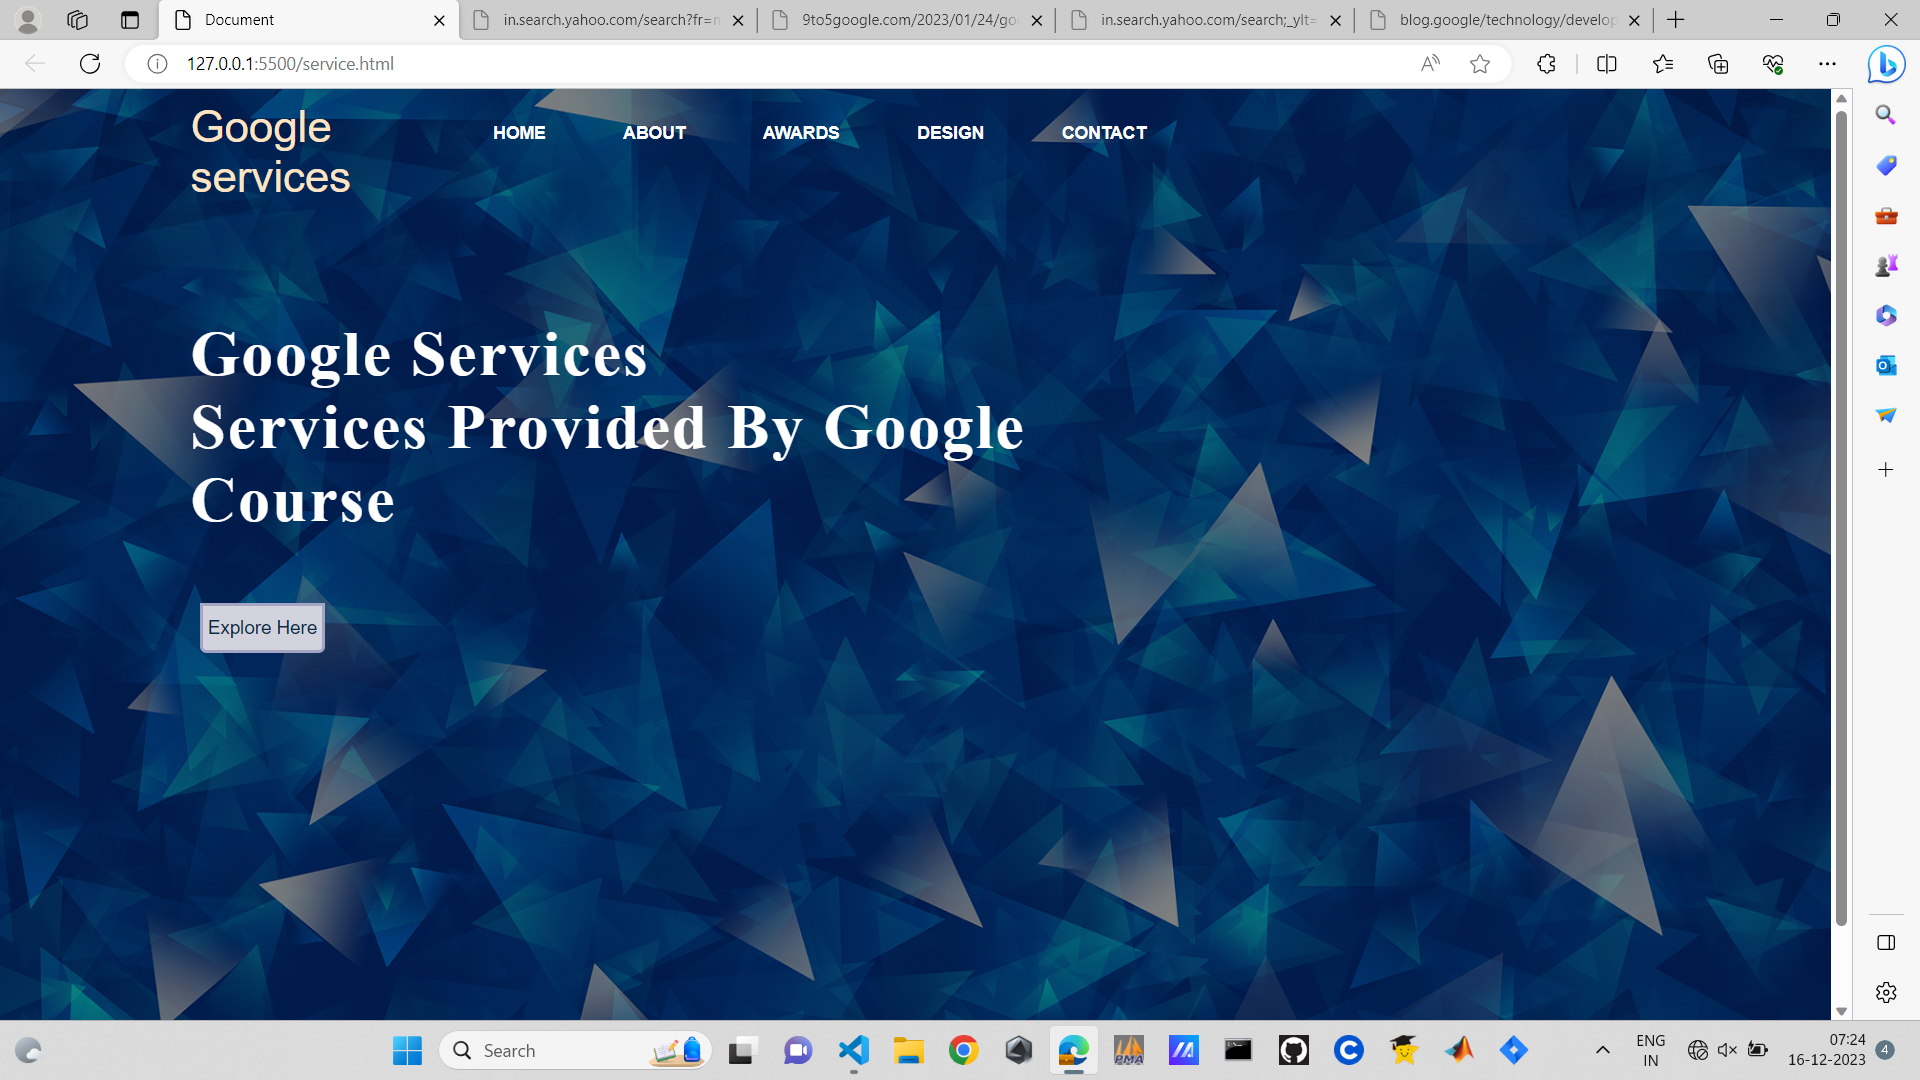 Document
in.search.yahoo.com/search?fr=
9to5google.com/2023/01/24/go
in.search.yahoo.com/search;_ylt=
blog.google/technology/develop
127.0.0.1:5500/service.html
Google
services
HOME ABOUT AWARDS DESIGN CONTACT
Google Services
Services Provided By Google
Course
Explore Here
Search
PMA
ENG
IN
07:24
16-12-2023
4